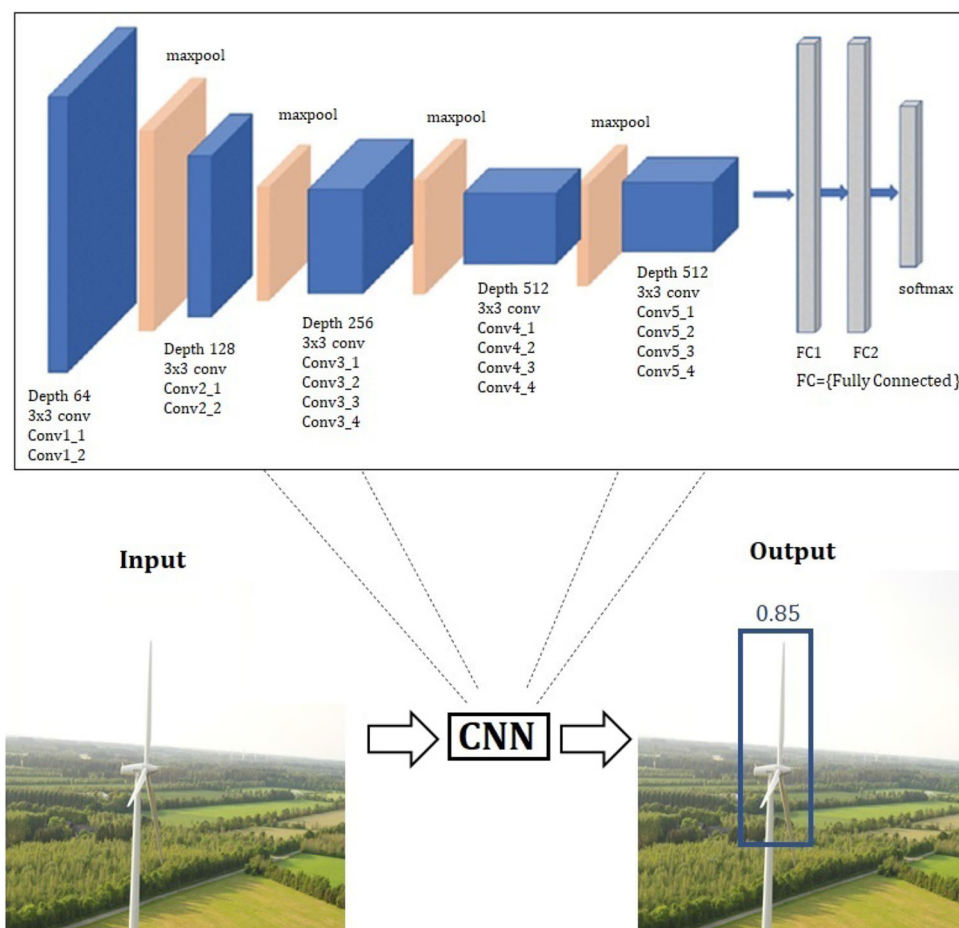 maxpool
maxpool
maxpool
maxpool
Depth 64
3x3 conv
Conv1_1
Conv1_2
Depth 128
3x3 conv
Conv2_1
Conv2_2
Depth 256
3x3 conv
Conv3_1
Conv3_2
Conv3_3
Conv3_4
Depth 512
3x3 conv
Conv4_1
Conv4_2
Conv4_3
Conv4_4
Depth 512
3x3 conv
Conv5_1
Conv5_2
Conv5_3
Conv5_4
FC1
FC2
softmax
FC={Fully Connected}
Input
Output
0.85
CNN